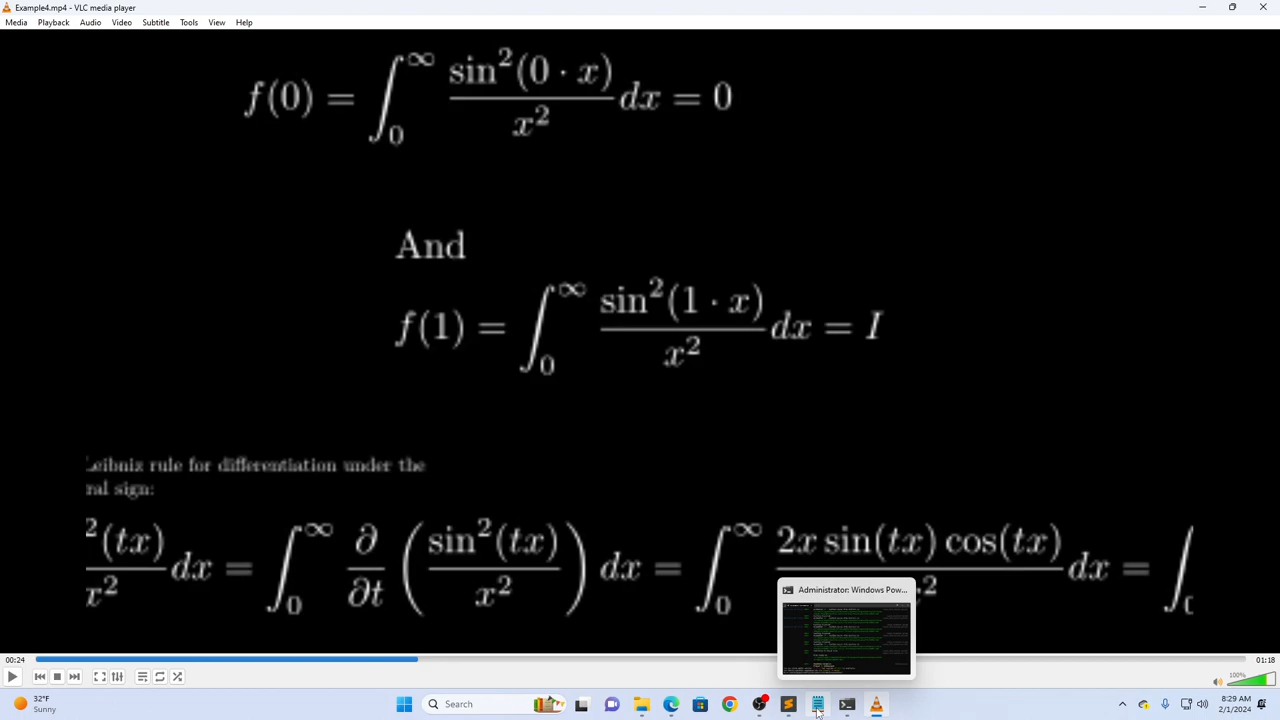 Example4.mp4 - VLC media player
Media Playback Audio Video Subtitle Tools View Help
f(0) = ∫₀^∞ sin²(0 · x)/x² dx = 0
And
f(1) = ∫₀^∞ sin²(1 · x)/x² dx = I
Leibniz rule for differentiation under the
ral sign:
²(tx)/x² dx = ∫₀^∞ ∂/∂t (sin²(tx)/x²) dx = ∫₀^∞ 2x sin(tx) cos(tx)/ ² dx = ∫
Administrator: Windows Pow...
00:24
100%
32°F
Sunny
Search
8:29 AM
2/1/2024